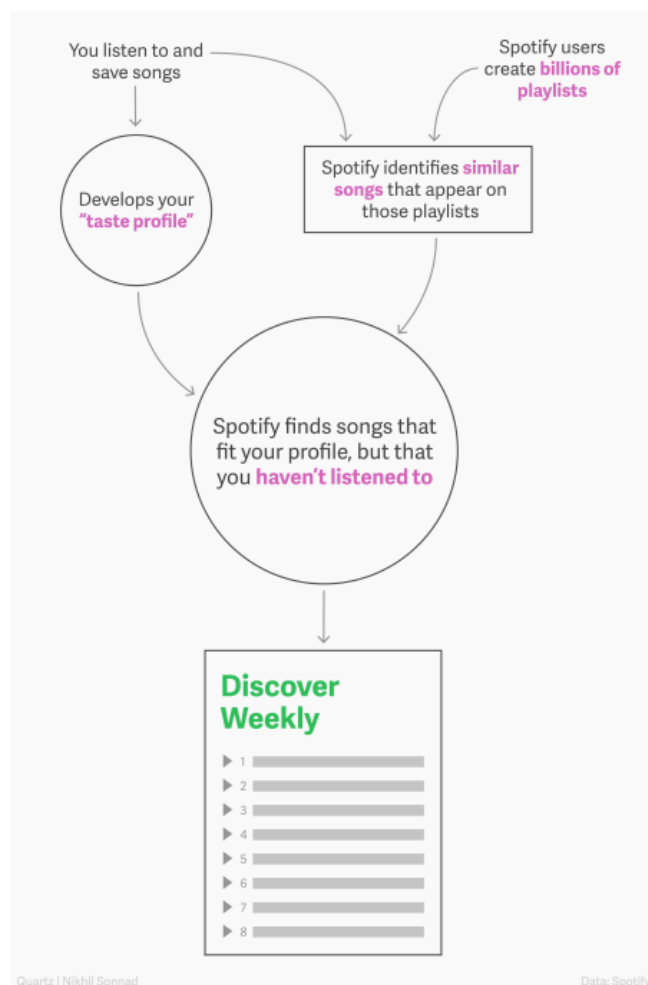 You listen to and
save songs
Spotify users
create billions of
playlists
Develops your
“taste profile”
Spotify identifies similar
songs that appear on
those playlists
Spotify finds songs that
fit your profile, but that
you haven’t listened to
Discover
Weekly
1
2
3
4
5
6
7
8
Quartz | Nikhil Sonnad
Data: Spotify